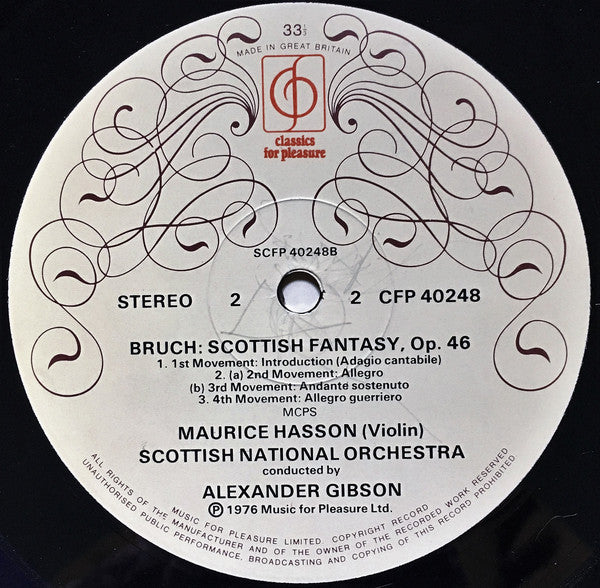 33⅓
MADE IN GREAT BRITAIN
cfp
classics
for pleasure
SCFP 40248B
STEREO 2 2 CFP 40248
BRUCH: SCOTTISH FANTASY, Op. 46
1. 1st Movement: Introduction (Adagio cantabile)
2. (a) 2nd Movement: Allegro
(b) 3rd Movement: Andante sostenuto
3. 4th Movement: Allegro guerriero
MCPS
MAURICE HASSON (Violin)
SCOTTISH NATIONAL ORCHESTRA
conducted by
ALEXANDER GIBSON
Ⓟ 1976 Music for Pleasure Ltd.
MUSIC FOR PLEASURE LIMITED. COPYRIGHT RECORD
ALL RIGHTS OF THE MANUFACTURER AND OF THE OWNER OF THE RECORDED WORK RESERVED
UNAUTHORISED PUBLIC PERFORMANCE, BROADCASTING AND COPYING OF THIS RECORD PROHIBITED